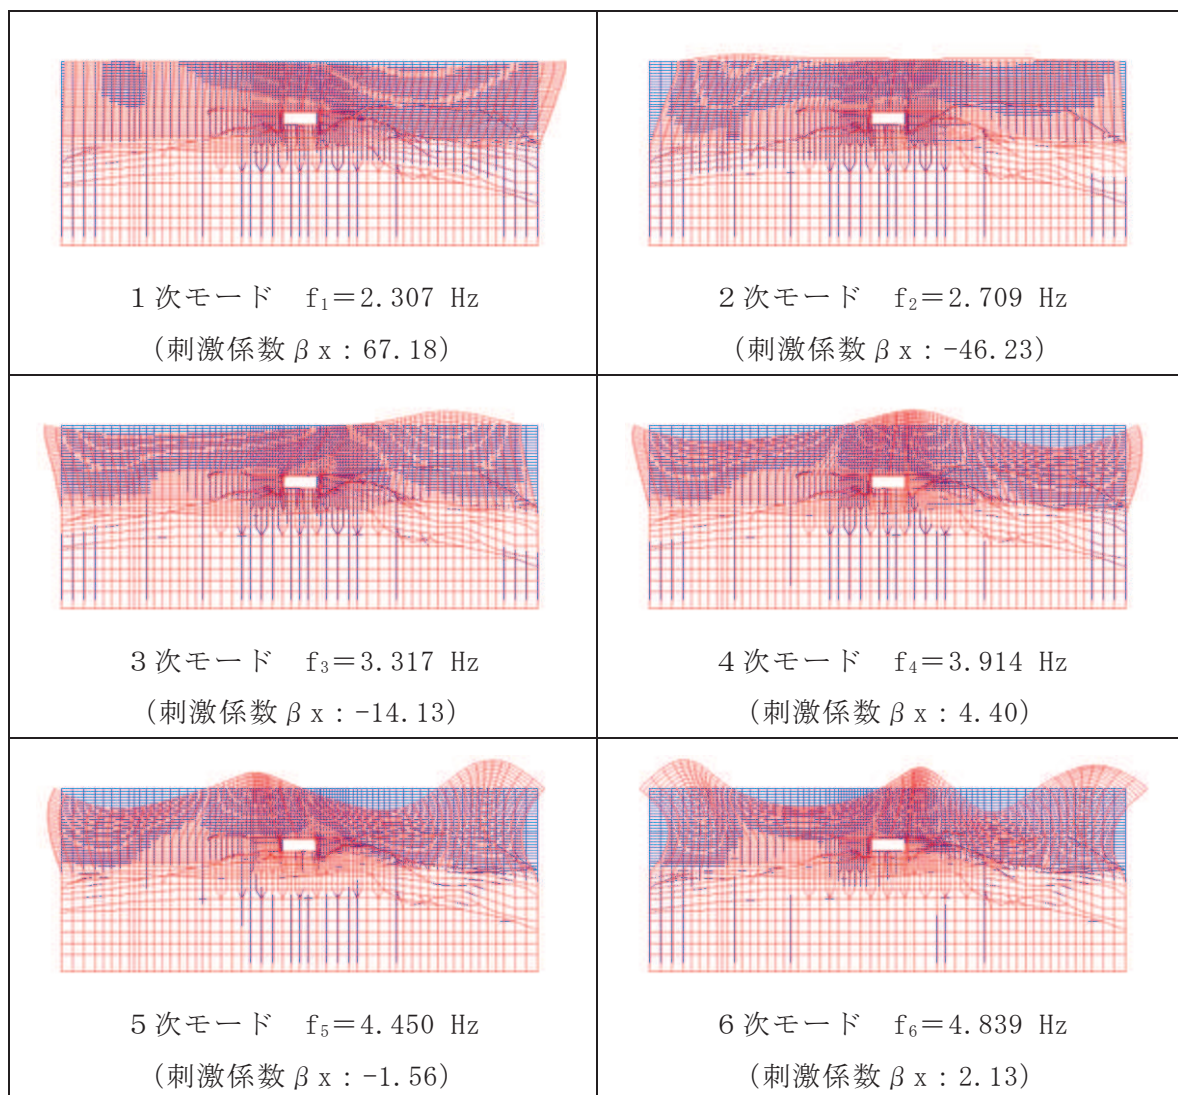 １次モード　f₁＝2.307 Hz
（刺激係数βx：67.18）
２次モード　f₂＝2.709 Hz
（刺激係数βx：-46.23）
３次モード　f₃＝3.317 Hz
（刺激係数βx：-14.13）
４次モード　f₄＝3.914 Hz
（刺激係数βx：4.40）
５次モード　f₅＝4.450 Hz
（刺激係数βx：-1.56）
６次モード　f₆＝4.839 Hz
（刺激係数βx：2.13）